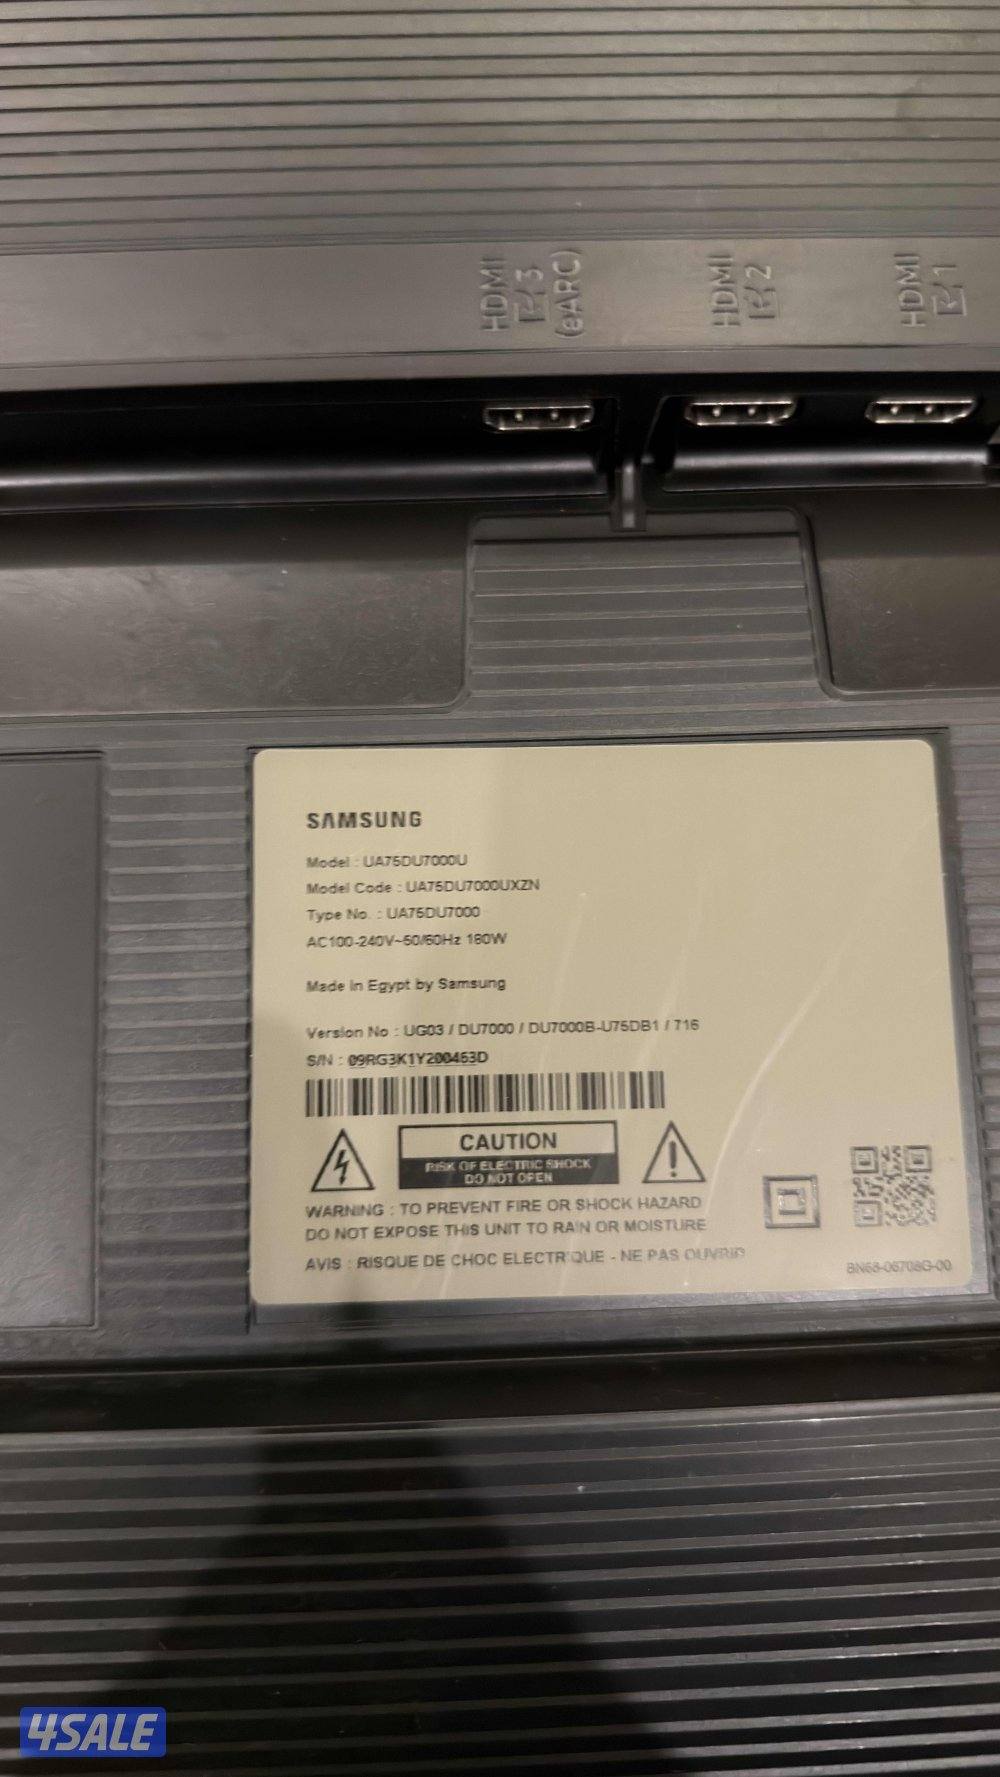 HDMI 3 (eARC)
HDMI 2
HDMI 1
SAMSUNG
Model : UA75DU7000U
Model Code : UA75DU7000UXZN
Type No. : UA75DU7000
AC100-240V~50/60Hz 180W
Made in Egypt by Samsung
Version No : UG03 / DU7000 / DU7000B-U75DB1 / 716
S/N : 09RG3K1Y200453D
CAUTION
RISK OF ELECTRIC SHOCK
DO NOT OPEN
WARNING : TO PREVENT FIRE OR SHOCK HAZARD
DO NOT EXPOSE THIS UNIT TO RAIN OR MOISTURE
AVIS : RISQUE DE CHOC ELECTRIQUE - NE PAS OUVRIR
BN68-06708G-00
4SALE